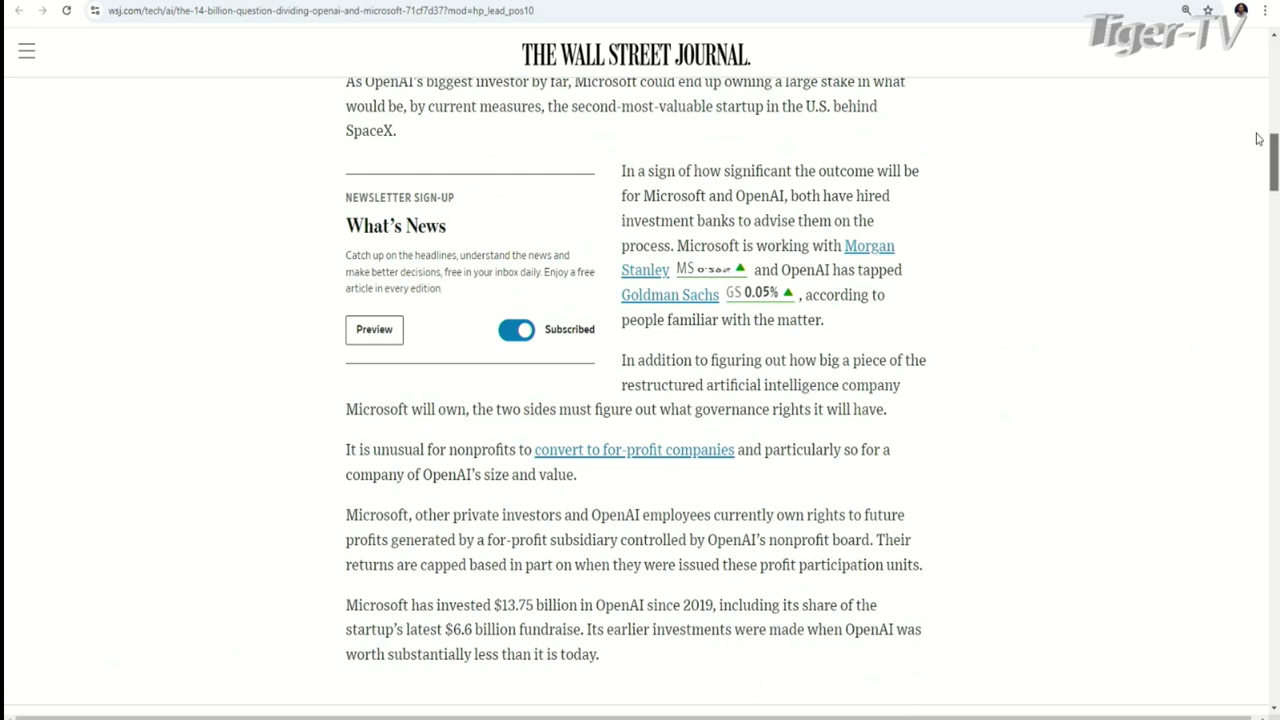 wsj.com/tech/ai/the-14-billion-question-dividing-openai-and-microsoft-71cf7d37?mod=hp_lead_pos10
Tiger-TV
THE WALL STREET JOURNAL.
As OpenAI's biggest investor by far, Microsoft could end up owning a large stake in what
would be, by current measures, the second-most-valuable startup in the U.S. behind
SpaceX.
NEWSLETTER SIGN-UP
What's News
Catch up on the headlines, understand the news and
make better decisions, free in your inbox daily. Enjoy a free
article in every edition.
Preview
Subscribed
In a sign of how significant the outcome will be
for Microsoft and OpenAI, both have hired
investment banks to advise them on the
process. Microsoft is working with Morgan
Stanley MS and OpenAI has tapped
Goldman Sachs GS 0.05% , according to
people familiar with the matter.
In addition to figuring out how big a piece of the
restructured artificial intelligence company
Microsoft will own, the two sides must figure out what governance rights it will have.
It is unusual for nonprofits to convert to for-profit companies and particularly so for a
company of OpenAI's size and value.
Microsoft, other private investors and OpenAI employees currently own rights to future
profits generated by a for-profit subsidiary controlled by OpenAI's nonprofit board. Their
returns are capped based in part on when they were issued these profit participation units.
Microsoft has invested $13.75 billion in OpenAI since 2019, including its share of the
startup's latest $6.6 billion fundraise. Its earlier investments were made when OpenAI was
worth substantially less than it is today.